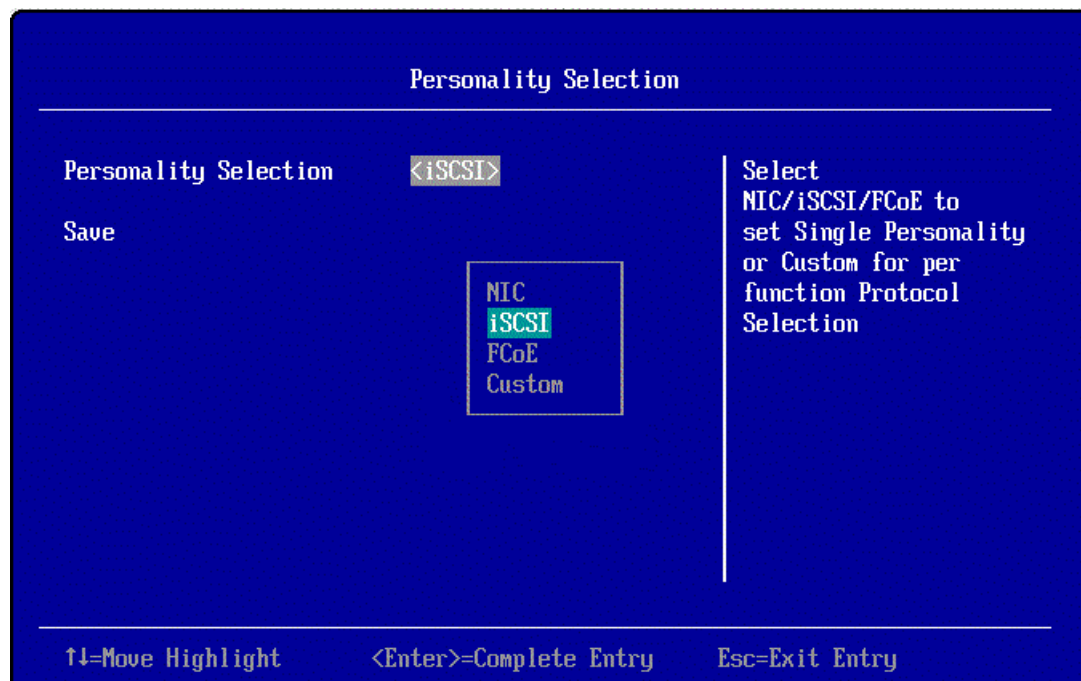 Personality Selection
Personality Selection <iSCSI>
Save
NIC
iSCSI
FCoE
Custom
Select
NIC/iSCSI/FCoE to
set Single Personality
or Custom for per
function Protocol
Selection
↑↓=Move Highlight <Enter>=Complete Entry Esc=Exit Entry